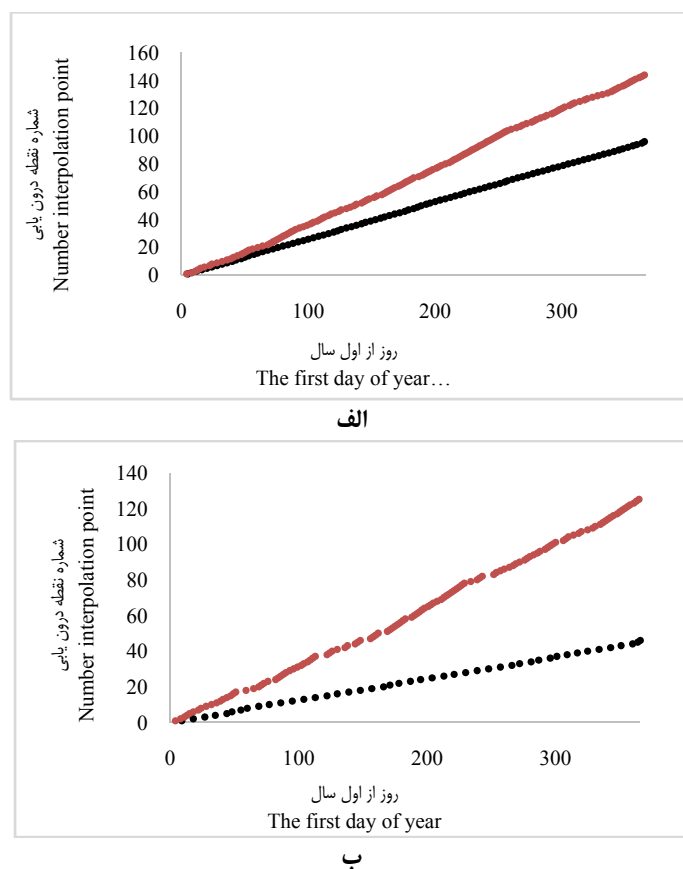 160
140
120
100
80
60
40
20
0
شماره نقطه درون یابی
Number interpolation point
0 100 200 300
روز از اول سال
The first day of year…
الف
140
120
100
80
60
40
20
0
شماره نقطه درون یابی
Number interpolation point
0 100 200 300
روز از اول سال
The first day of year
ب